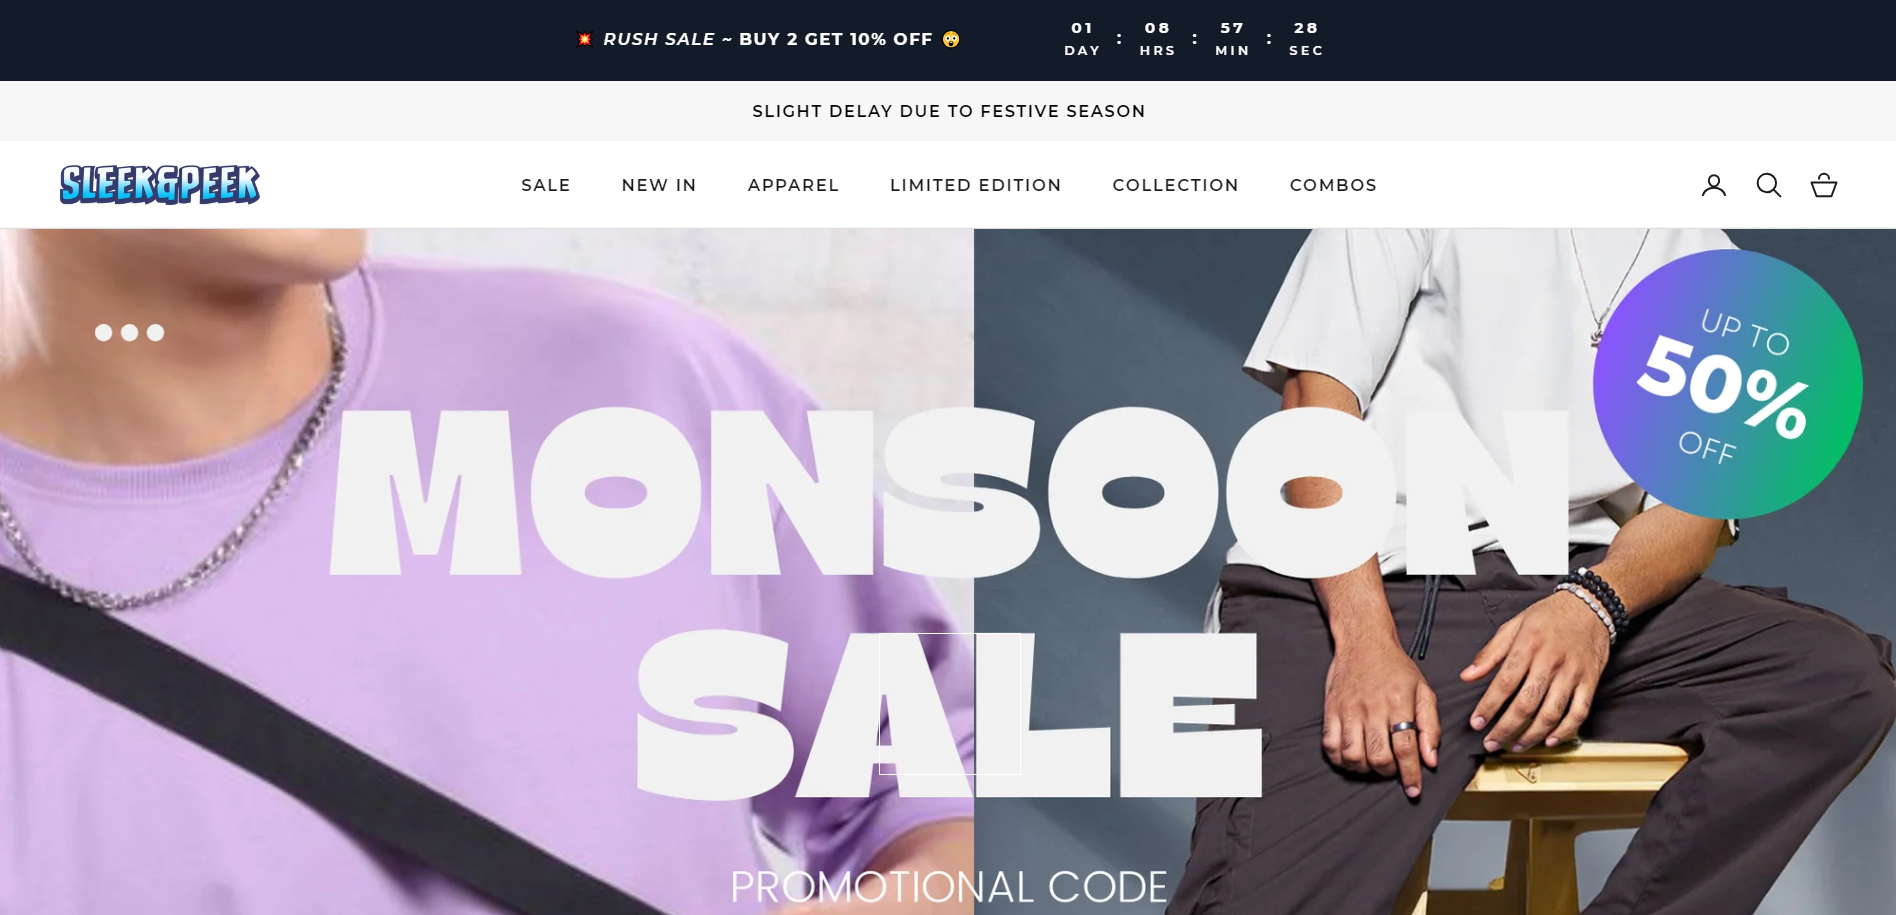 RUSH SALE ~ BUY 2 GET 10% OFF
01 : 08 : 57 : 28
DAY HRS MIN SEC
SLIGHT DELAY DUE TO FESTIVE SEASON
SLEEK&PEEK
SALE NEW IN APPAREL LIMITED EDITION COLLECTION COMBOS
UP TO
50%
OFF
MONSOON
SALE
PROMOTIONAL CODE